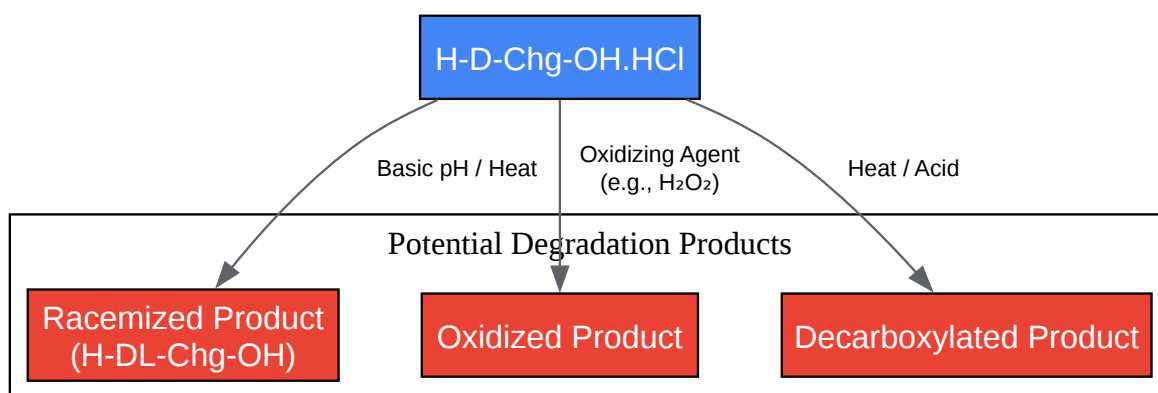 H-D-Chg-OH.HCl
Basic pH / Heat
Oxidizing Agent
(e.g., H₂O₂)
Heat / Acid
Potential Degradation Products
Racemized Product
(H-DL-Chg-OH)
Oxidized Product
Decarboxylated Product